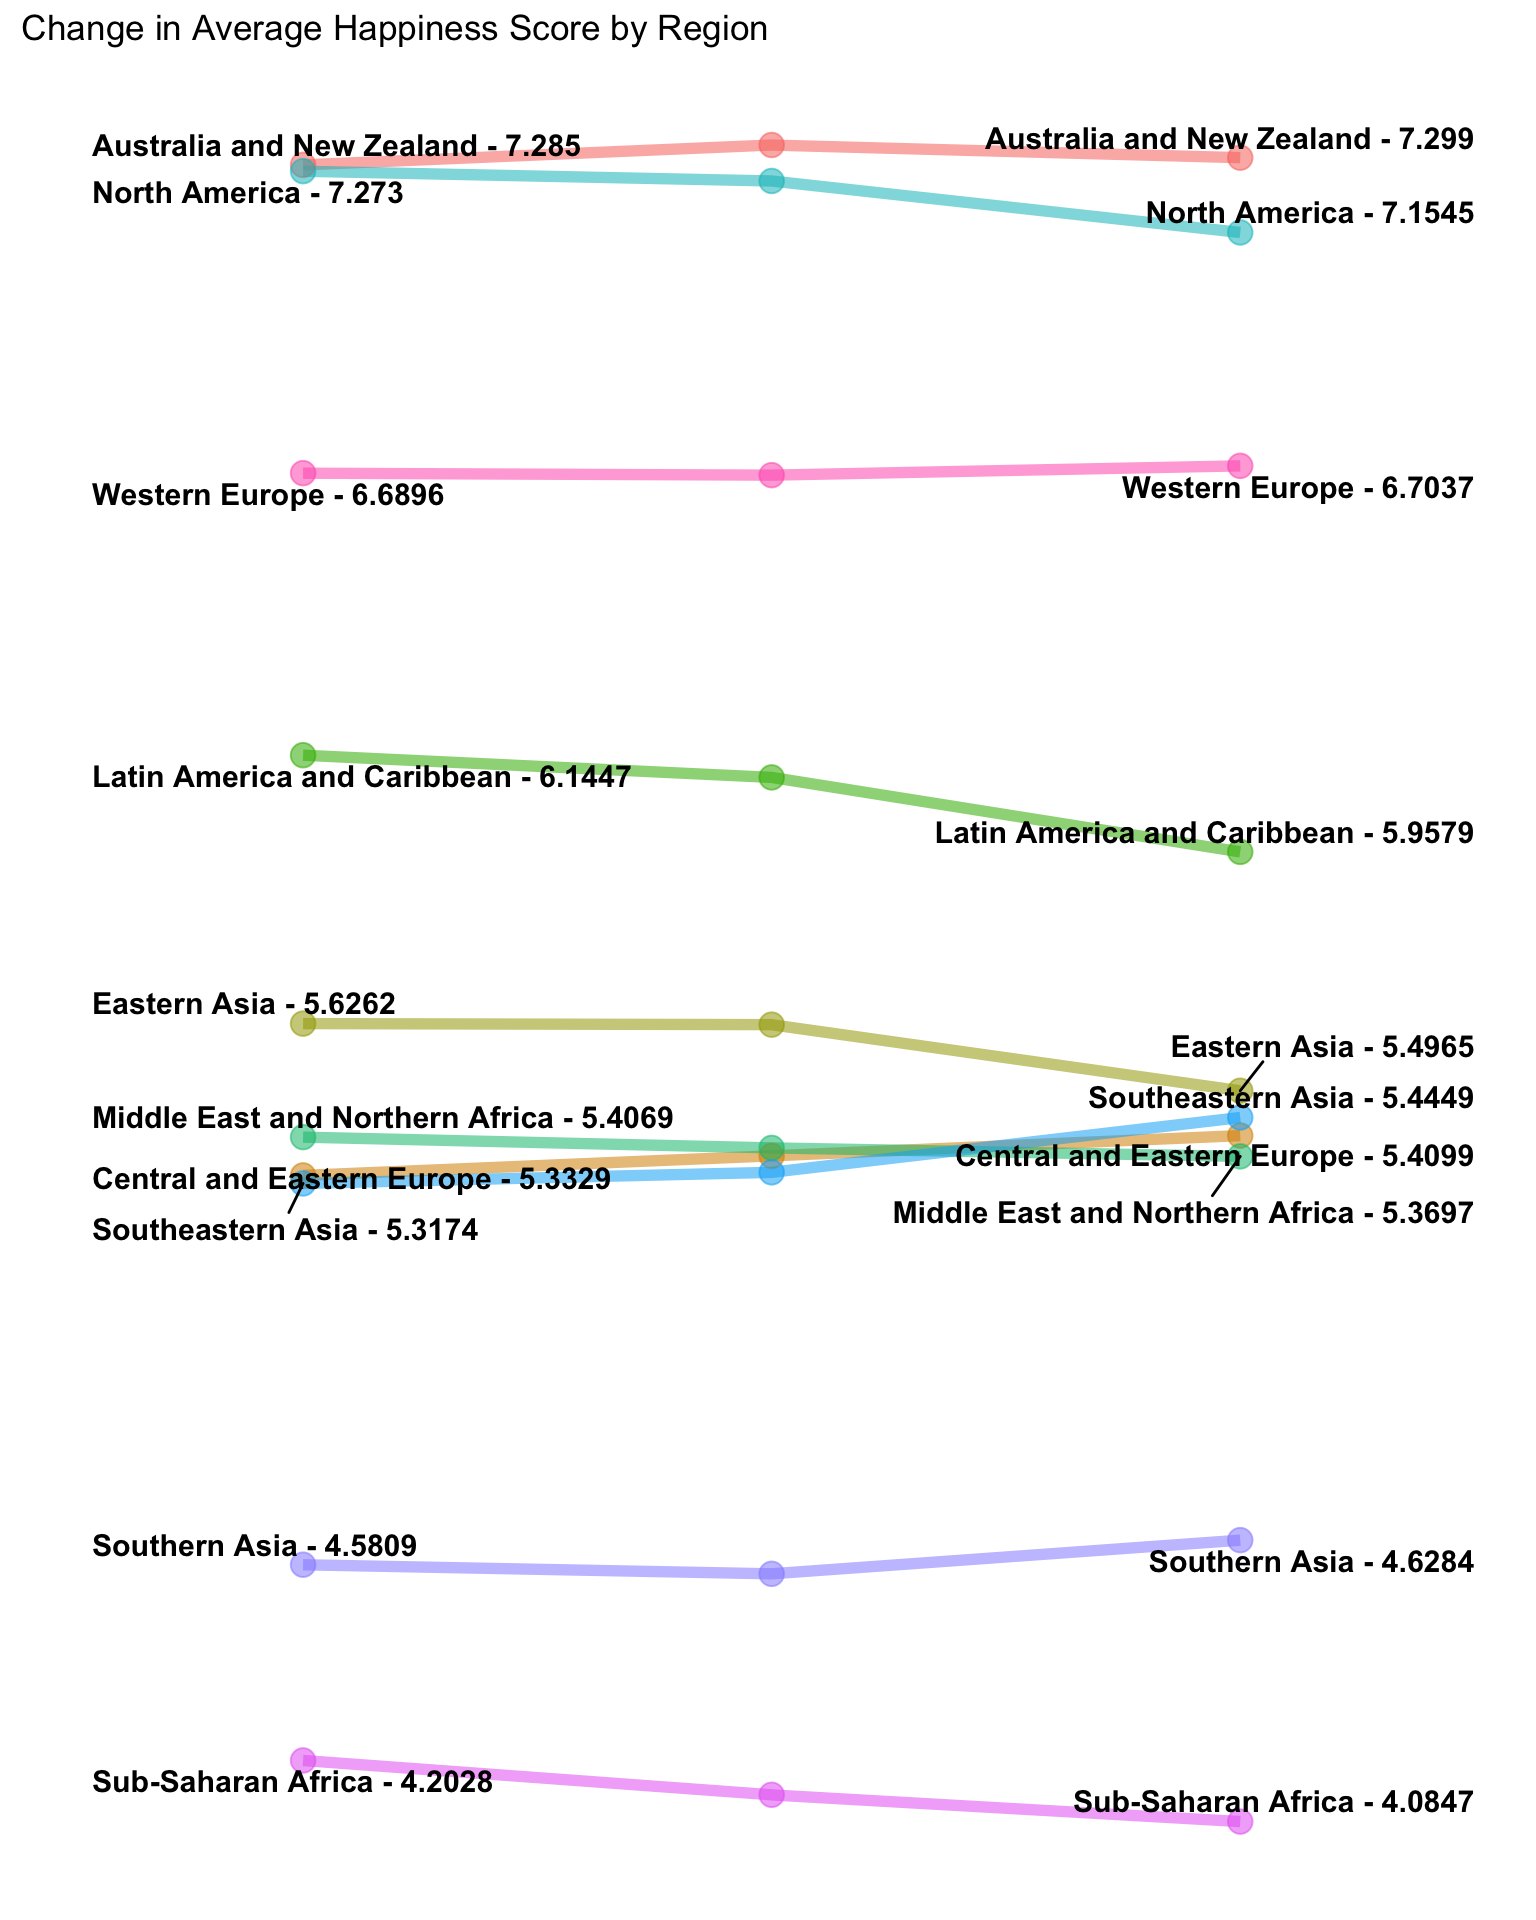 Change in Average Happiness Score by Region
Australia and New Zealand - 7.285
Australia and New Zealand - 7.299
North America - 7.273
North America - 7.1545
Western Europe - 6.6896
Western Europe - 6.7037
Latin America and Caribbean - 6.1447
Latin America and Caribbean - 5.9579
Eastern Asia - 5.6262
Eastern Asia - 5.4965
Southeastern Asia - 5.4449
Middle East and Northern Africa - 5.4069
Central and Eastern Europe - 5.4099
Central and Eastern Europe - 5.3329
Middle East and Northern Africa - 5.3697
Southeastern Asia - 5.3174
Southern Asia - 4.5809
Southern Asia - 4.6284
Sub-Saharan Africa - 4.2028
Sub-Saharan Africa - 4.0847